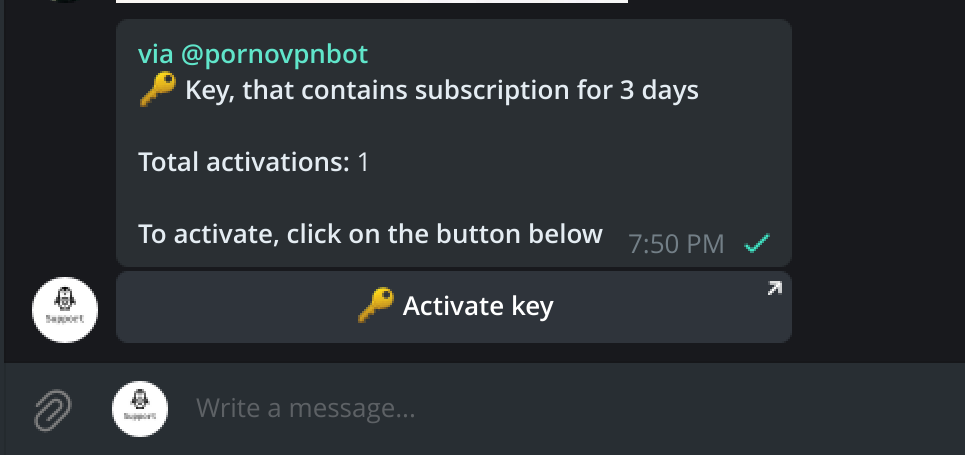 via @pornovpnbot
🔑 Key, that contains subscription for 3 days
Total activations: 1
To activate, click on the button below
7:50 PM
🔑 Activate key
Support
Support
Write a message...